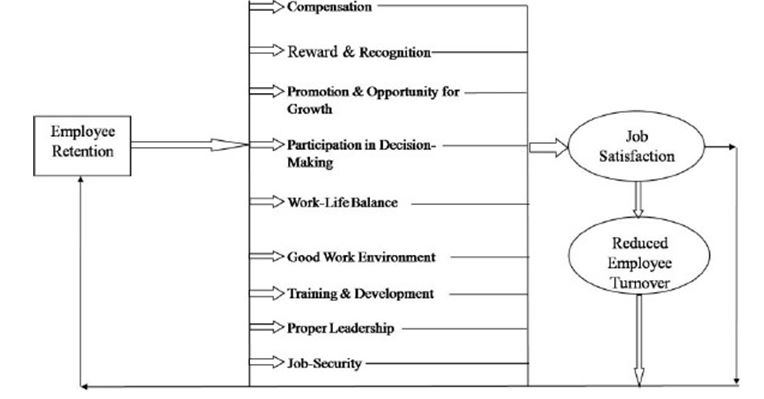 Compensation
Reward & Recognition
Promotion & Opportunity for
Growth
Employee
Retention
Participation in Decision-
Making
Job
Satisfaction
Work-Life Balance
Good Work Environment
Reduced
Employee
Turnover
Training & Development
Proper Leadership
Job-Security